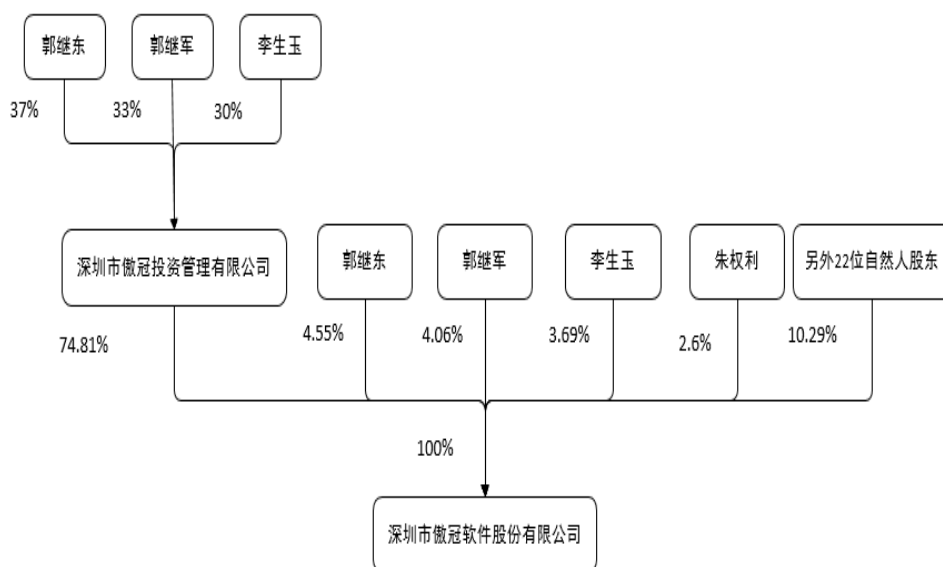 郭继东
郭继军
李生玉
37%
33%
30%
深圳市傲冠投资管理有限公司
郭继东
郭继军
李生玉
朱权利
另外22位自然人股东
74.81%
4.55%
4.06%
3.69%
2.6%
10.29%
100%
深圳市傲冠软件股份有限公司